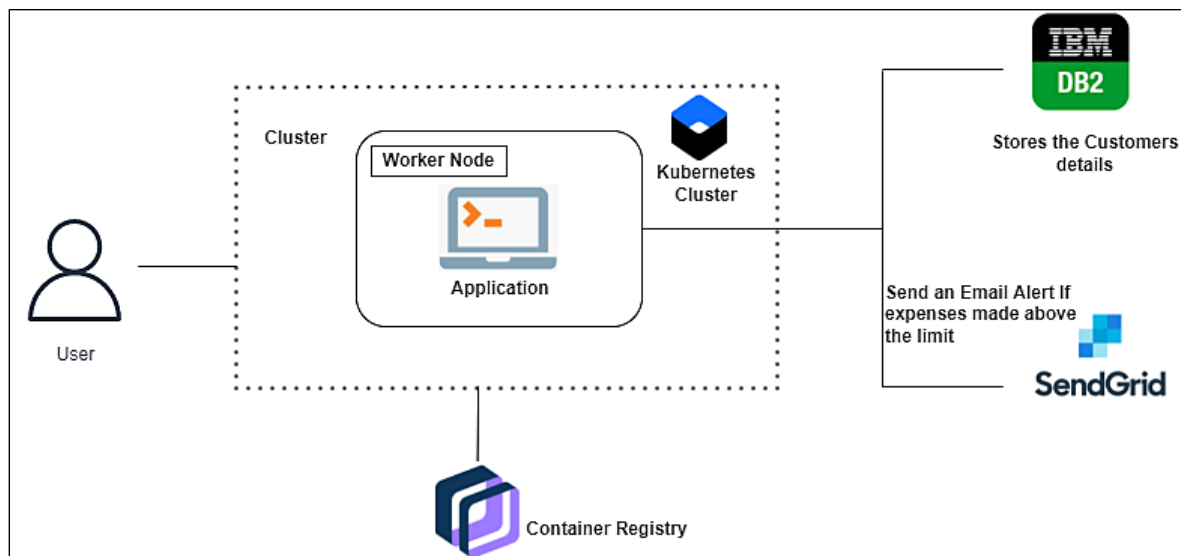 IBM
DB2
Stores the Customers
details
Cluster
Worker Node
Kubernetes
Cluster
Application
User
Send an Email Alert If
expenses made above
the limit
SendGrid
Container Registry